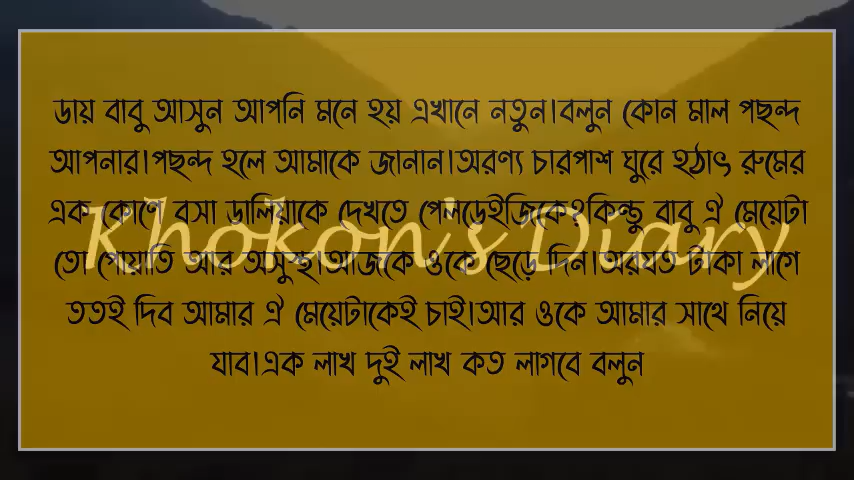 ডায় বাবু আসুন আপনি মনে হয় এখানে নতুন।বলুন কোন মাল পছন্দ
আপনার।পছন্দ হলে আমাকে জানান।অরণ্য চারপাশ ঘুরে হঠাৎ রুমের
এক কোণে বসা ডালিয়াকে দেখতে পেলডেইজিকে?কিন্তু বাবু ঐ মেয়েটা
তো পোয়াতি আর অসুস্থ।আজকে ওকে ছেড়ে দিন।অরযত টাকা লাগে
ততই দিব আমার ঐ মেয়েটাকেই চাই।আর ওকে আমার সাথে নিয়ে
যাব।এক লাখ দুই লাখ কত লাগবে বলুন
Khokon's Diary